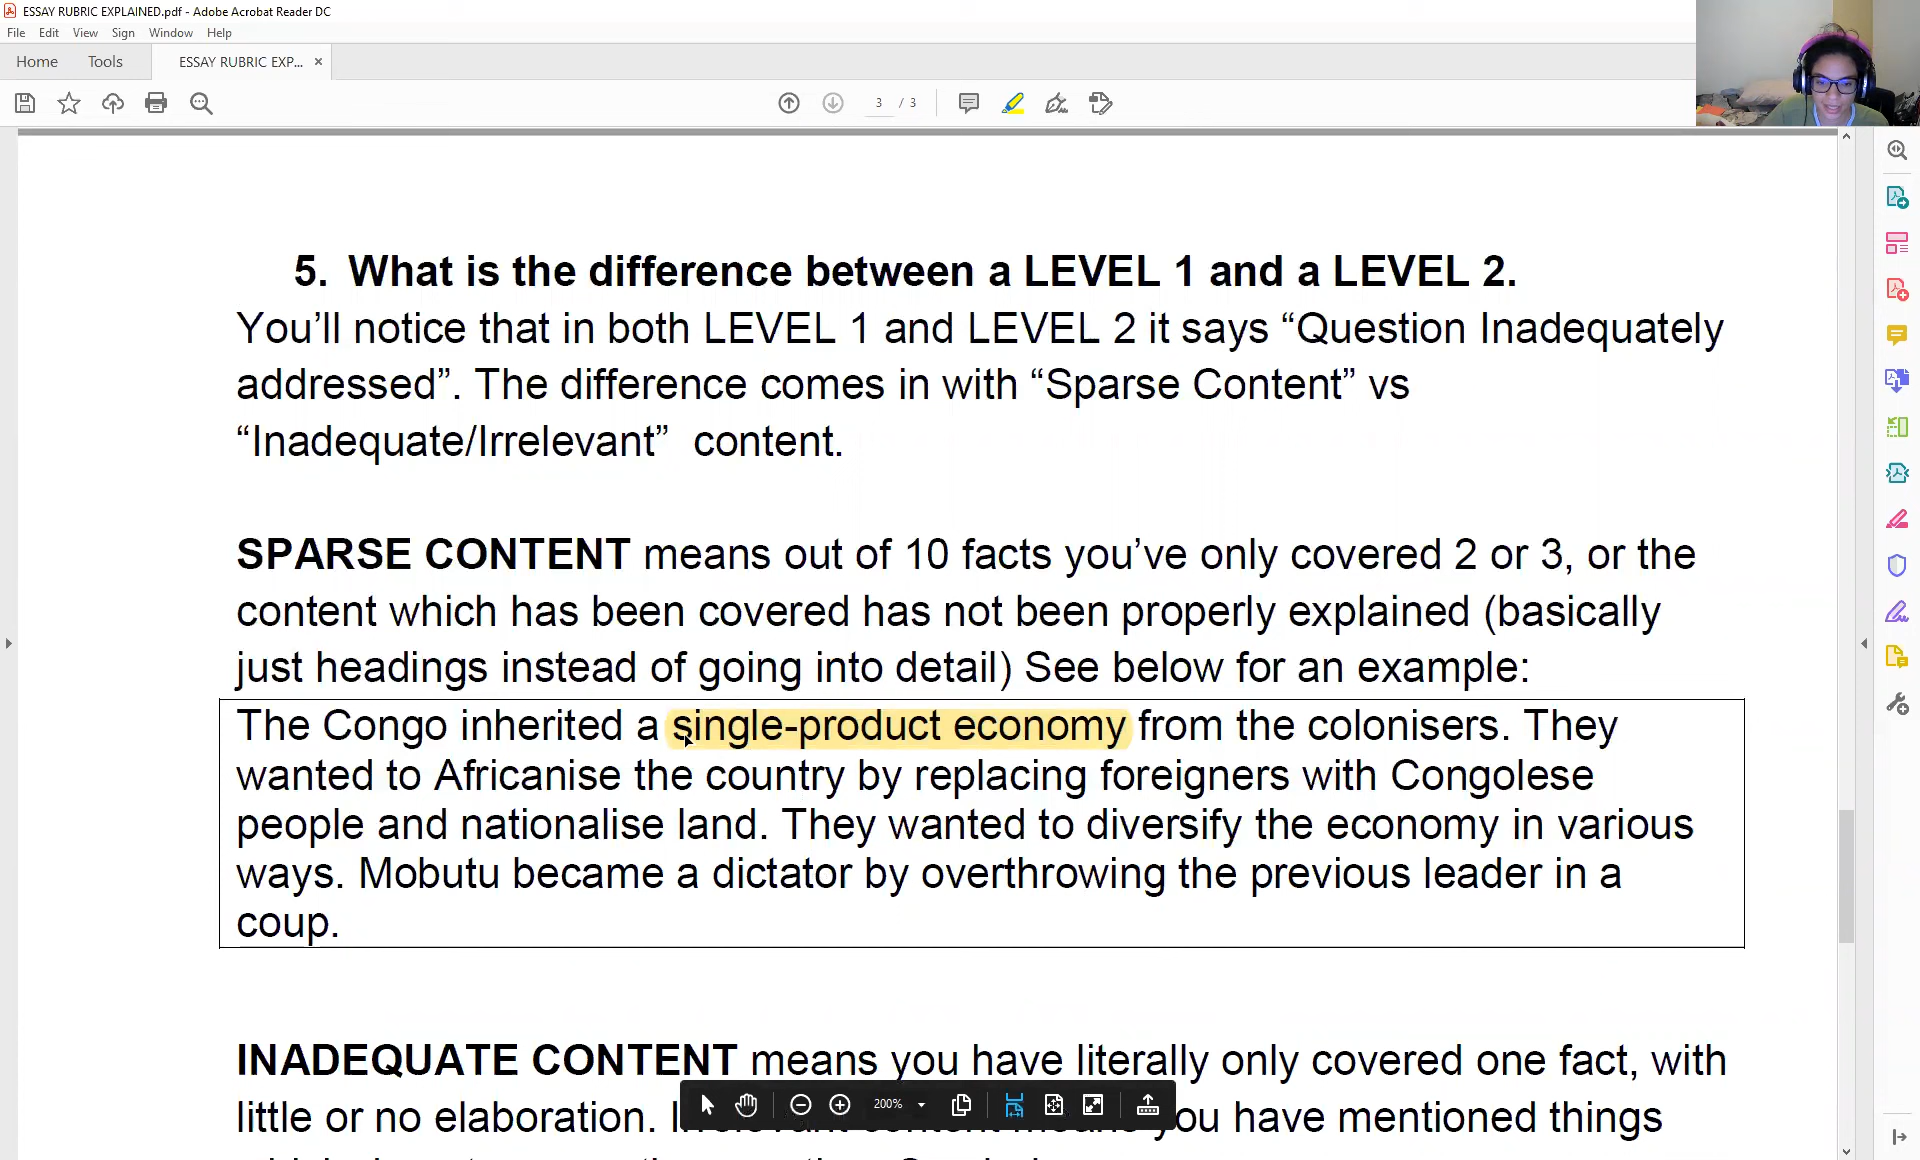 ESSAY RUBRIC EXPLAINED.pdf - Adobe Acrobat Reader DC
File Edit View Sign Window Help
Home Tools ESSAY RUBRIC EXP... ×
3 / 3
5. What is the difference between a LEVEL 1 and a LEVEL 2.
You’ll notice that in both LEVEL 1 and LEVEL 2 it says “Question Inadequately
addressed”. The difference comes in with “Sparse Content” vs
“Inadequate/Irrelevant” content.
SPARSE CONTENT means out of 10 facts you’ve only covered 2 or 3, or the
content which has been covered has not been properly explained (basically
just headings instead of going into detail) See below for an example:
The Congo inherited a single-product economy from the colonisers. They
wanted to Africanise the country by replacing foreigners with Congolese
people and nationalise land. They wanted to diversify the economy in various
ways. Mobutu became a dictator by overthrowing the previous leader in a
coup.
INADEQUATE CONTENT means you have literally only covered one fact, with
little or no elaboration. you have mentioned things
200%